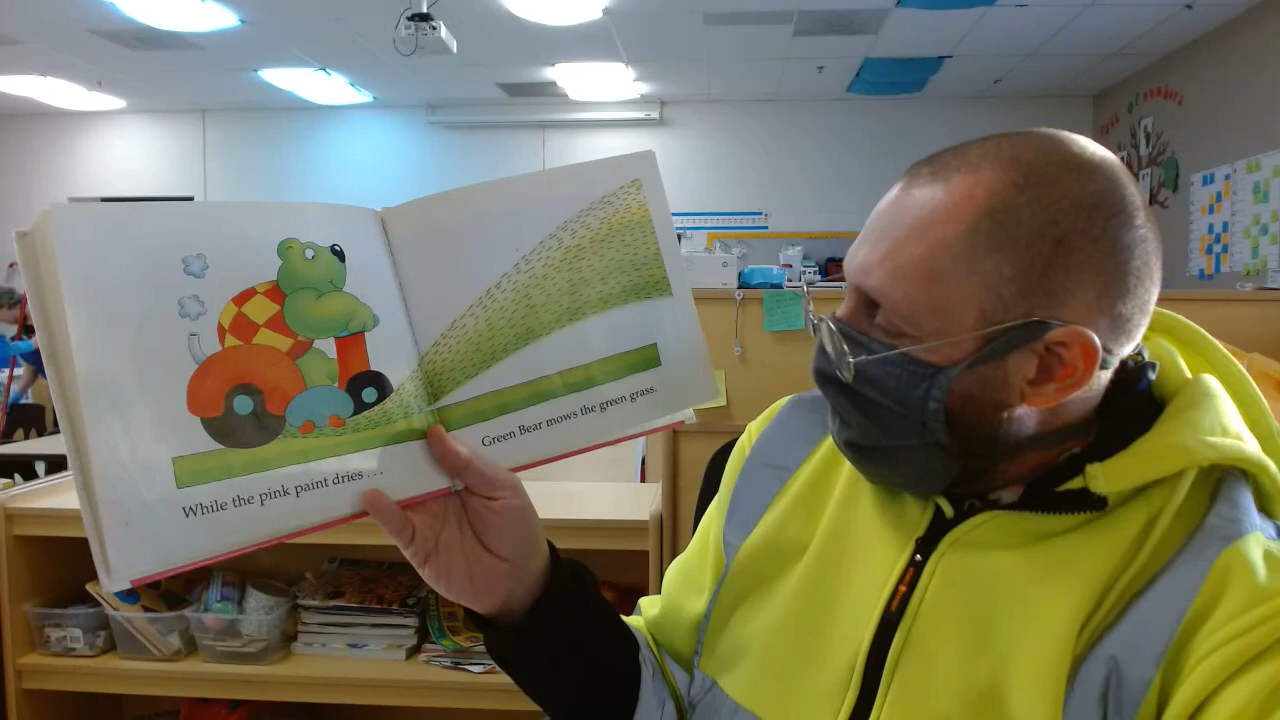 While the pink paint dries . . .
Green Bear mows the green grass.